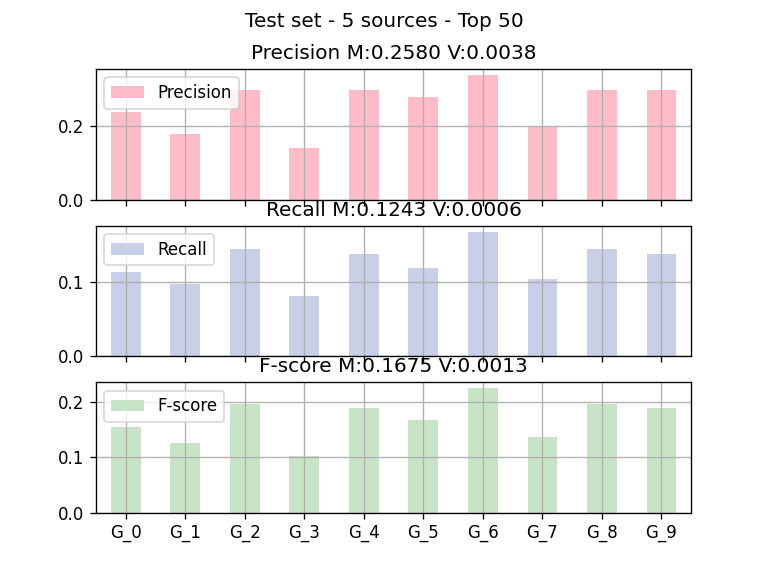 Test set - 5 sources - Top 50
Precision M:0.2580 V:0.0038
Precision
0.2
0.0
Recall M:0.1243 V:0.0006
Recall
0.1
0.0
F-score M:0.1675 V:0.0013
0.2
F-score
0.1
0.0
G_0 G_1 G_2 G_3 G_4 G_5 G_6 G_7 G_8 G_9